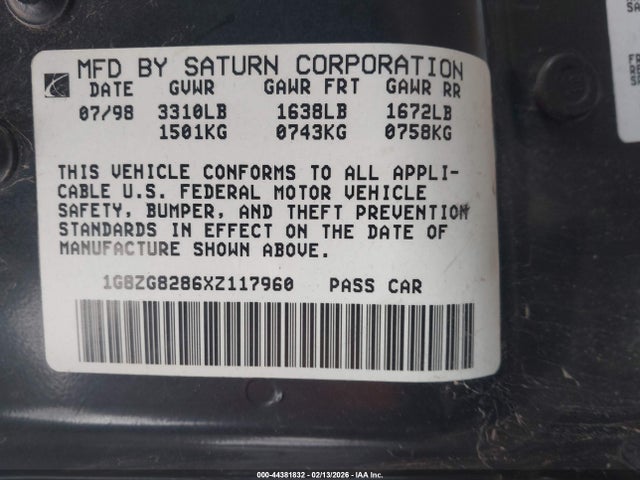 MFD BY SATURN CORPORATION
DATE GVWR GAWR FRT GAWR RR
07/98 3310LB 1638LB 1672LB
1501KG 0743KG 0758KG
THIS VEHICLE CONFORMS TO ALL APPLI-
CABLE U.S. FEDERAL MOTOR VEHICLE
SAFETY, BUMPER, AND THEFT PREVENTION
STANDARDS IN EFFECT ON THE DATE OF
MANUFACTURE SHOWN ABOVE.
1G8ZG8286XZ117960 PASS CAR
000-44381832 - 02/13/2026 - IAA Inc.